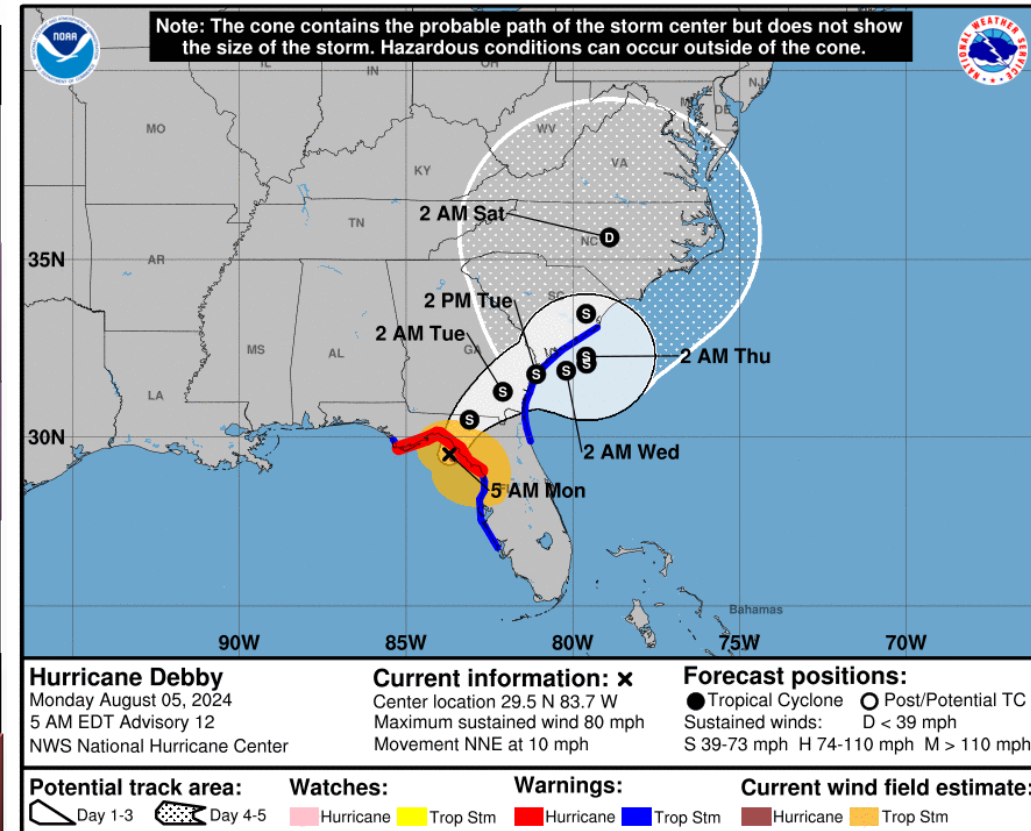 Note: The cone contains the probable path of the storm center but does not show
the size of the storm. Hazardous conditions can occur outside of the cone.
NOAA
NATIONAL WEATHER SERVICE
IL
IN
OH
NJ
MD
DE
MO
WV
KY
VA
2 AM Sat
D
TN
NC
35N
AR
SC
2 PM Tue
S
2 AM Tue
GA
MS
AL
S
S
2 AM Thu
S
S
S
LA
S
30N
2 AM Wed
5 AM Mon
FL
Bahamas
90W
85W
80W
75W
70W
Hurricane Debby
Monday August 05, 2024
5 AM EDT Advisory 12
NWS National Hurricane Center
Current information: x
Center location 29.5 N 83.7 W
Maximum sustained wind 80 mph
Movement NNE at 10 mph
Forecast positions:
Tropical Cyclone Post/Potential TC
Sustained winds: D < 39 mph
S 39-73 mph H 74-110 mph M > 110 mph
Potential track area:
Day 1-3 Day 4-5
Watches:
Hurricane Trop Stm
Warnings:
Hurricane Trop Stm
Current wind field estimate:
Hurricane Trop Stm